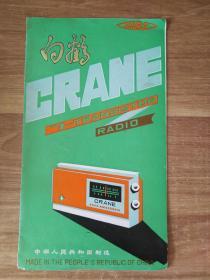 白鹤
CRANE
RADIO
CRANE
中华人民共和国制造
MADE IN THE PEOPLE'S REPUBLIC OF CHINA